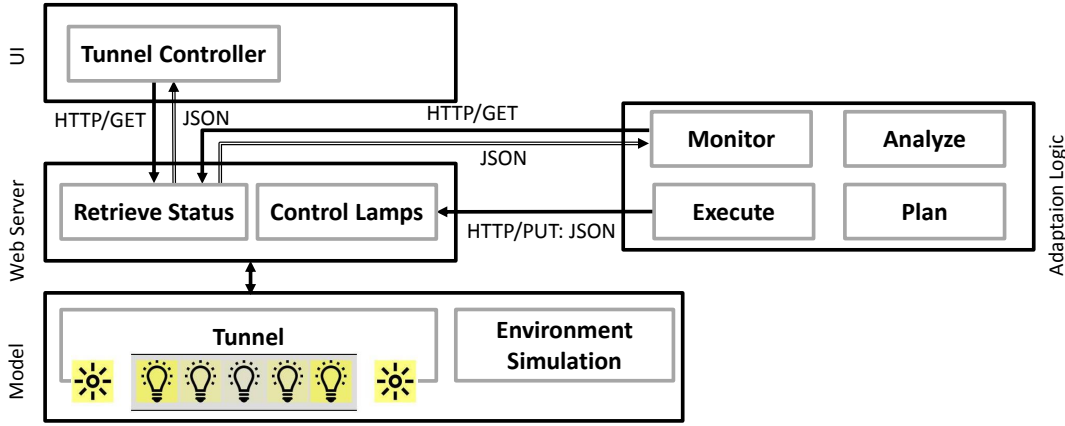 UI
Tunnel Controller
HTTP/GET
JSON
HTTP/GET
JSON
Monitor
Analyze
Execute
Plan
Adaptaion Logic
Web Server
Retrieve Status
Control Lamps
HTTP/PUT: JSON
Model
Tunnel
Environment
Simulation